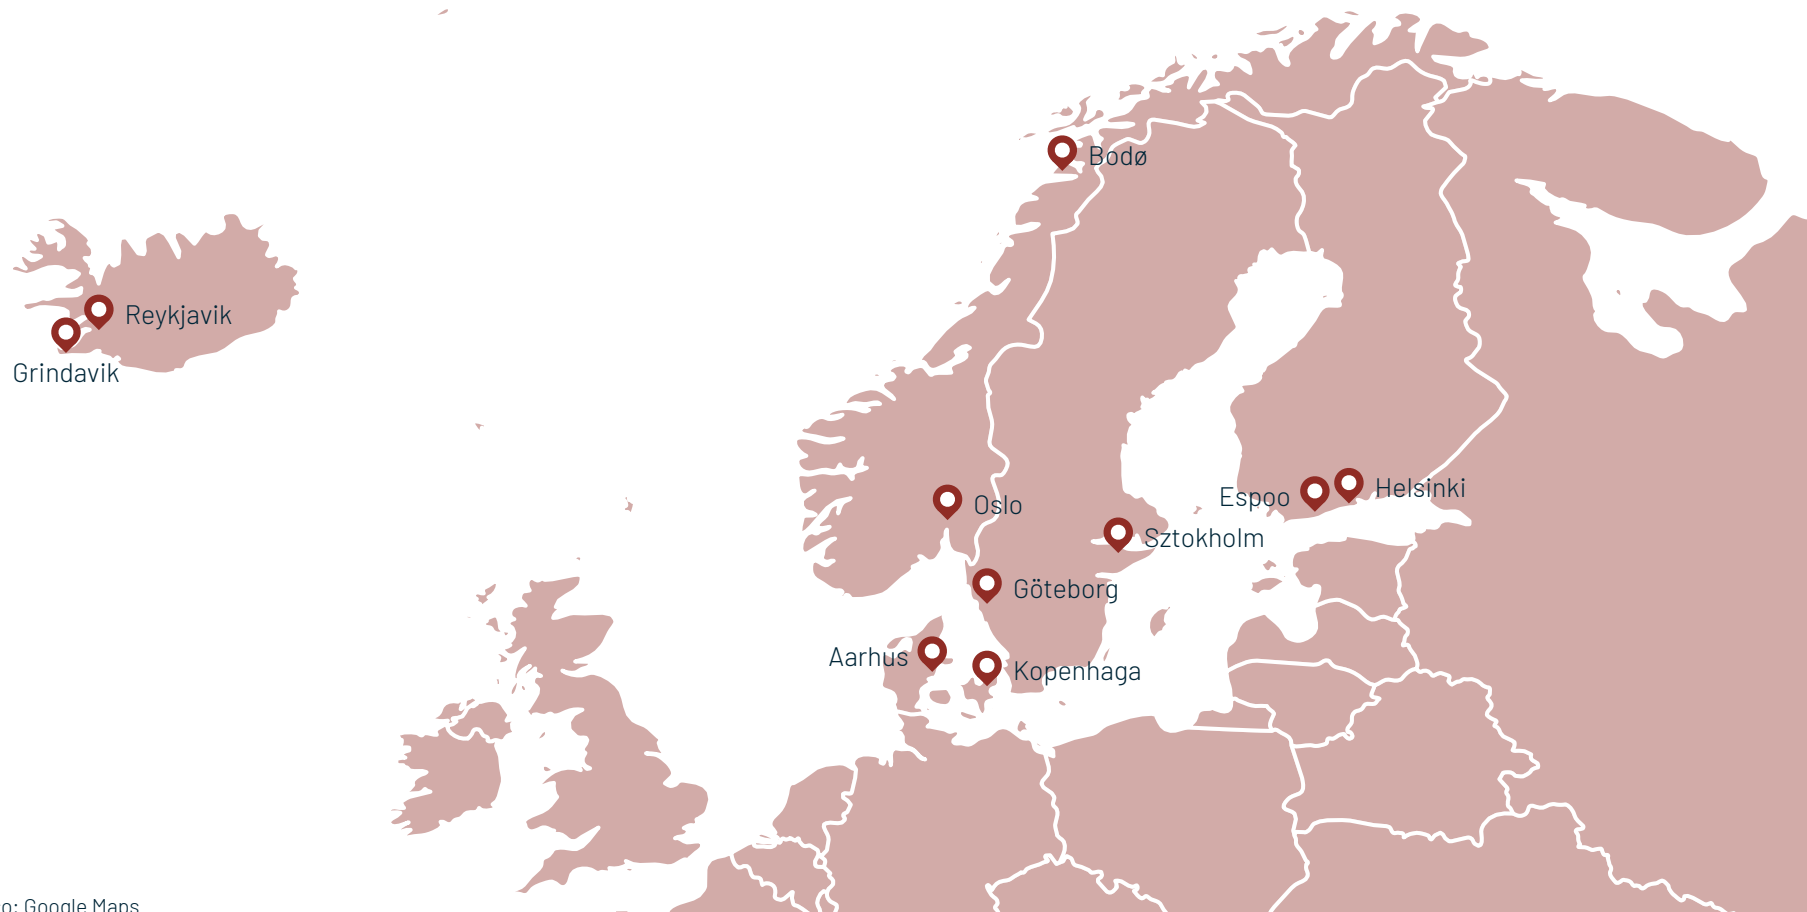 Bodø
Reykjavik
Grindavik
Oslo
Espoo
Helsinki
Sztokholm
Göteborg
Aarhus
Kopenhaga
o: Google Maps